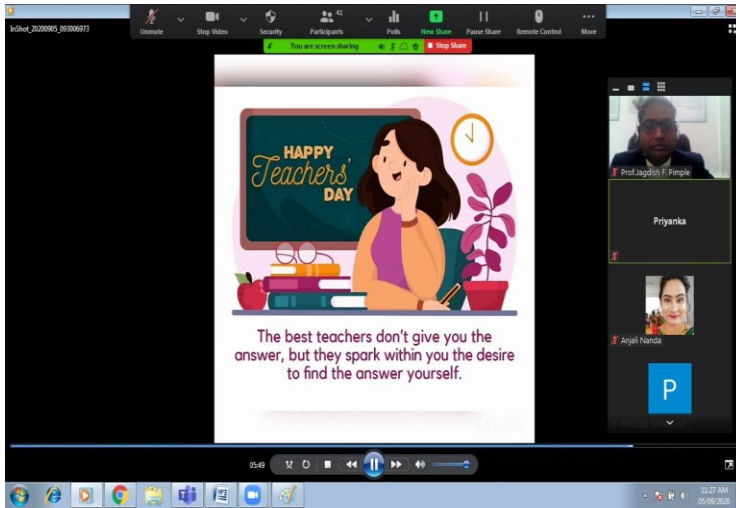 InShot_20200905_093006973
41
Unmute
Stop Video
Security
Participants
Polls
New Share
Pause Share
Remote Control
More
You are screen sharing
Stop Share
HAPPY
Teachers'
DAY
The best teachers don't give you the
answer, but they spark within you the desire
to find the answer yourself.
Prof.Jagdish F. Pimple
Priyanka
Anjali Nanda
P
05:49
11:27 AM
05/09/2020